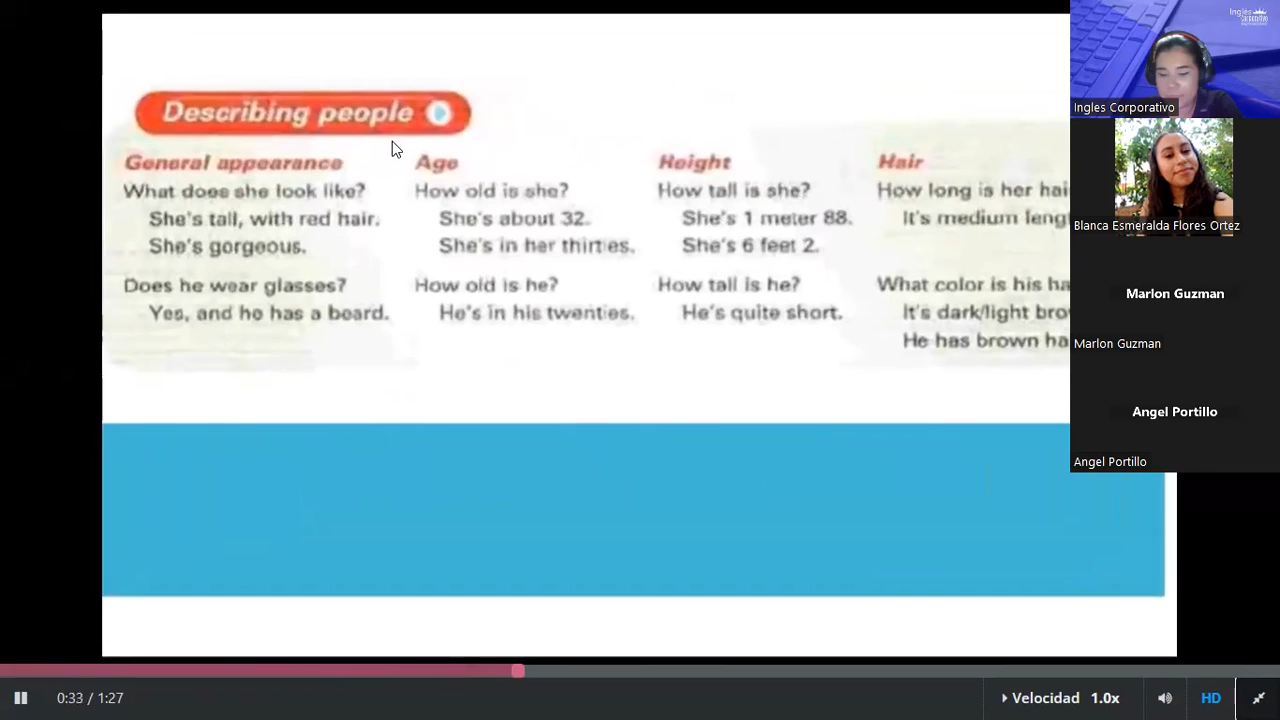 Describing people
General appearance
What does she look like?
She's tall, with red hair.
She's gorgeous.
Does he wear glasses?
Yes, and he has a beard.
Age
How old is she?
She's about 32.
She's in her thirties.
How old is he?
He's in his twenties.
Height
How tall is she?
She's 1 meter 88.
She's 6 feet 2.
How tall is he?
He's quite short.
Hair
How long is her
It's medium
What color is his
It's dark/light
He has brown
Ingles
Ingles Corporativo
Blanca Esmeralda Flores Ortez
Marlon Guzman
Marlon Guzman
Angel Portillo
Angel Portillo
0:33 / 1:27
Velocidad 1.0x
HD